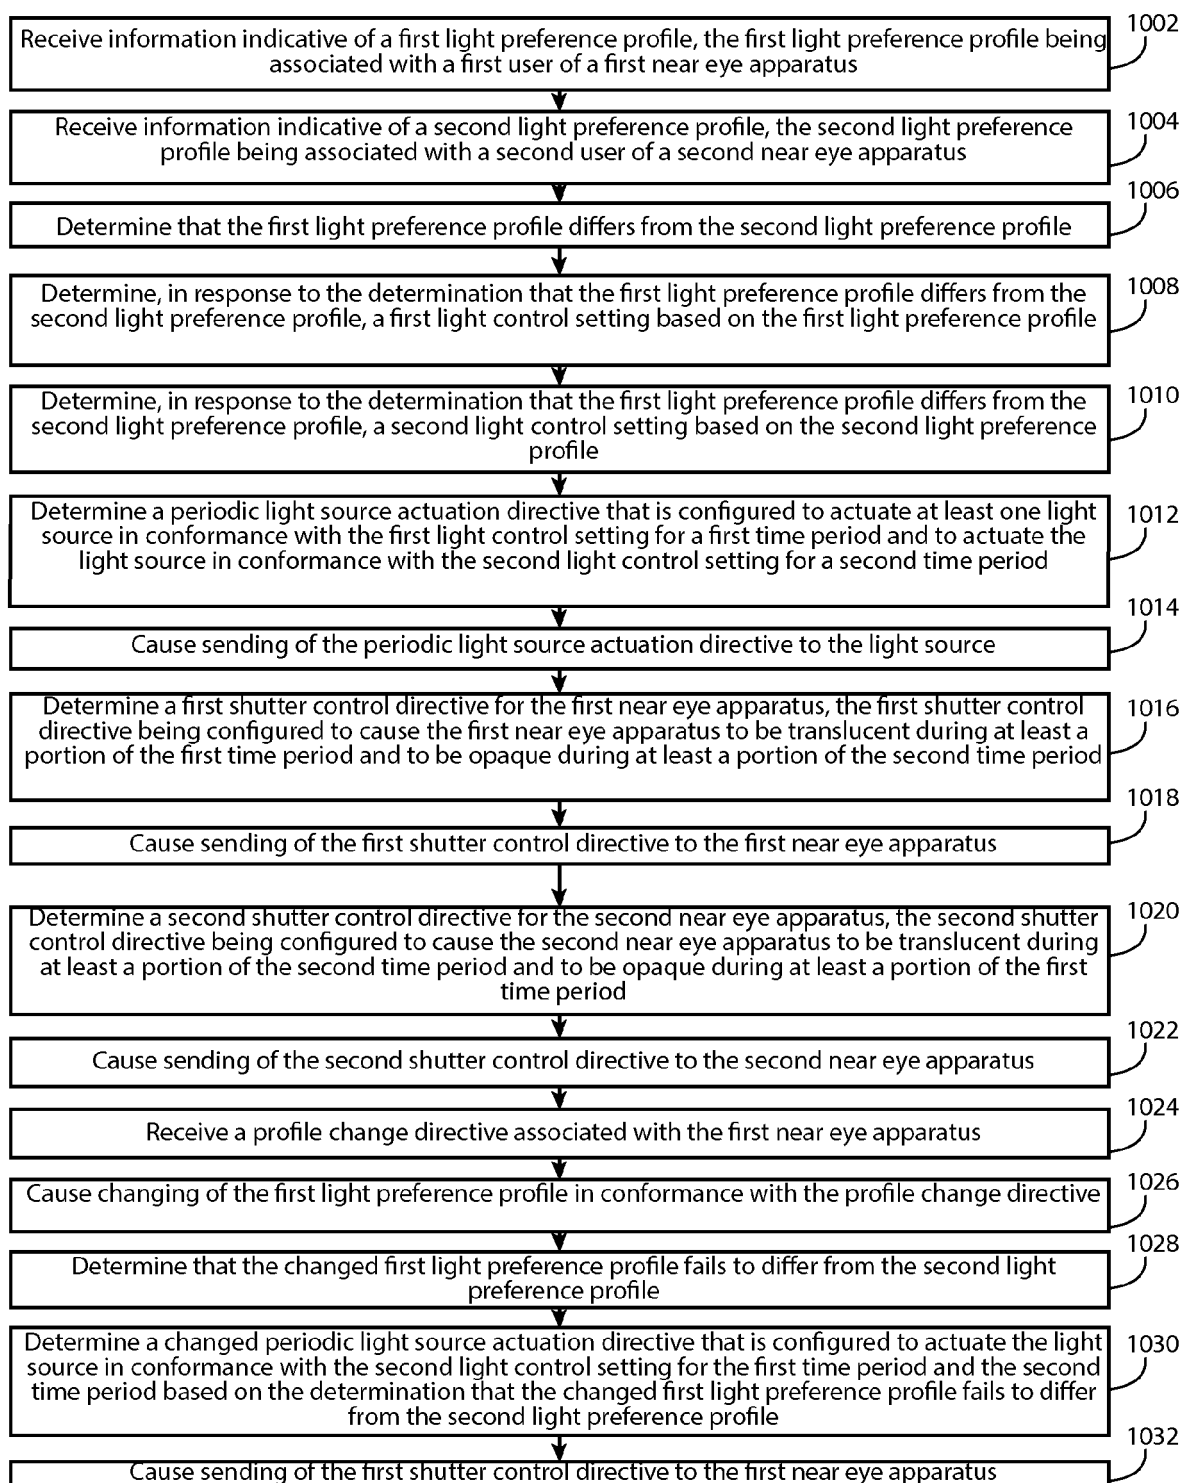 1002
Receive information indicative of a first light preference profile, the first light preference profile being
associated with a first user of a first near eye apparatus
1004
Receive information indicative of a second light preference profile, the second light preference
profile being associated with a second user of a second near eye apparatus
1006
Determine that the first light preference profile differs from the second light preference profile
1008
Determine, in response to the determination that the first light preference profile differs from the
second light preference profile, a first light control setting based on the first light preference profile
1010
Determine, in response to the determination that the first light preference profile differs from the
second light preference profile, a second light control setting based on the second light preference
profile
1012
Determine a periodic light source actuation directive that is configured to actuate at least one light
source in conformance with the first light control setting for a first time period and to actuate the
light source in conformance with the second light control setting for a second time period
1014
Cause sending of the periodic light source actuation directive to the light source
1016
Determine a first shutter control directive for the first near eye apparatus, the first shutter control
directive being configured to cause the first near eye apparatus to be translucent during at least a
portion of the first time period and to be opaque during at least a portion of the second time period
1018
Cause sending of the first shutter control directive to the first near eye apparatus
1020
Determine a second shutter control directive for the second near eye apparatus, the second shutter
control directive being configured to cause the second near eye apparatus to be translucent during
at least a portion of the second time period and to be opaque during at least a portion of the first
time period
1022
Cause sending of the second shutter control directive to the second near eye apparatus
1024
Receive a profile change directive associated with the first near eye apparatus
1026
Cause changing of the first light preference profile in conformance with the profile change directive
1028
Determine that the changed first light preference profile fails to differ from the second light
preference profile
1030
Determine a changed periodic light source actuation directive that is configured to actuate the light
source in conformance with the second light control setting for the first time period and the second
time period based on the determination that the changed first light preference profile fails to differ
from the second light preference profile
1032
Cause sending of the first shutter control directive to the first near eye apparatus